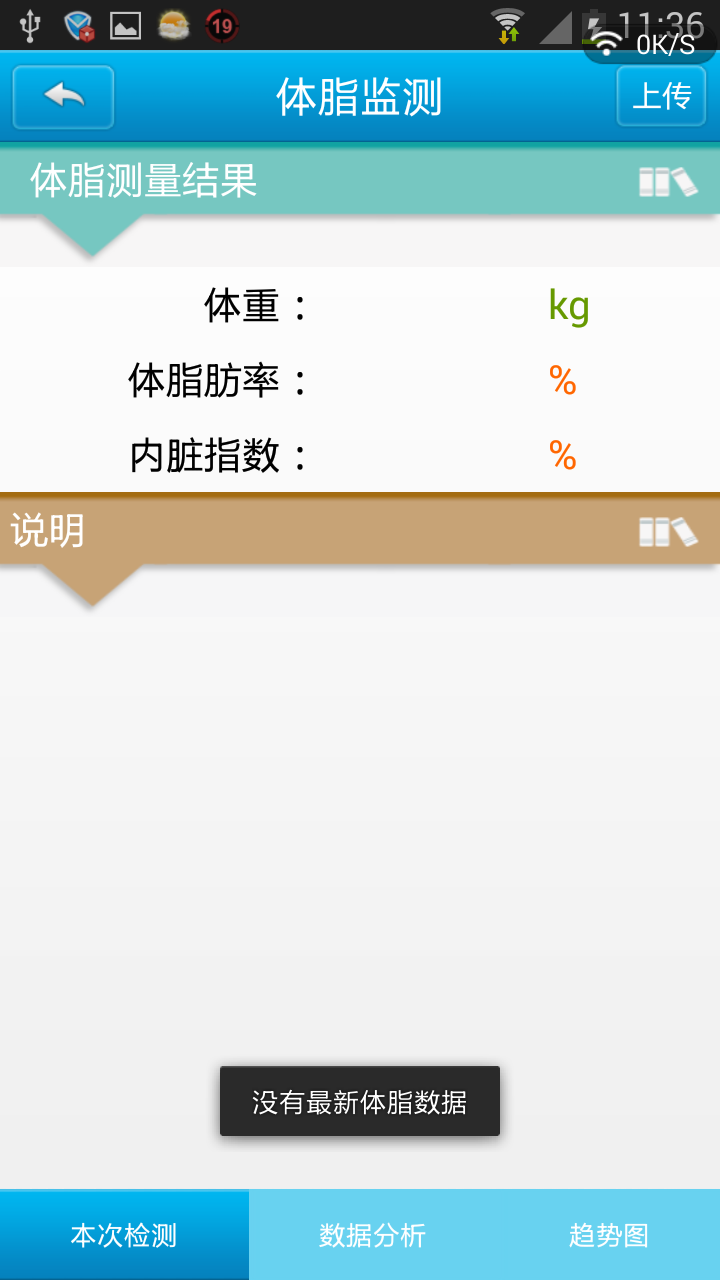 19
11:36
0K/S
体脂监测
上传
体脂测量结果
体重： kg
体脂肪率： %
内脏指数： %
说明
没有最新体脂数据
本次检测 数据分析 趋势图